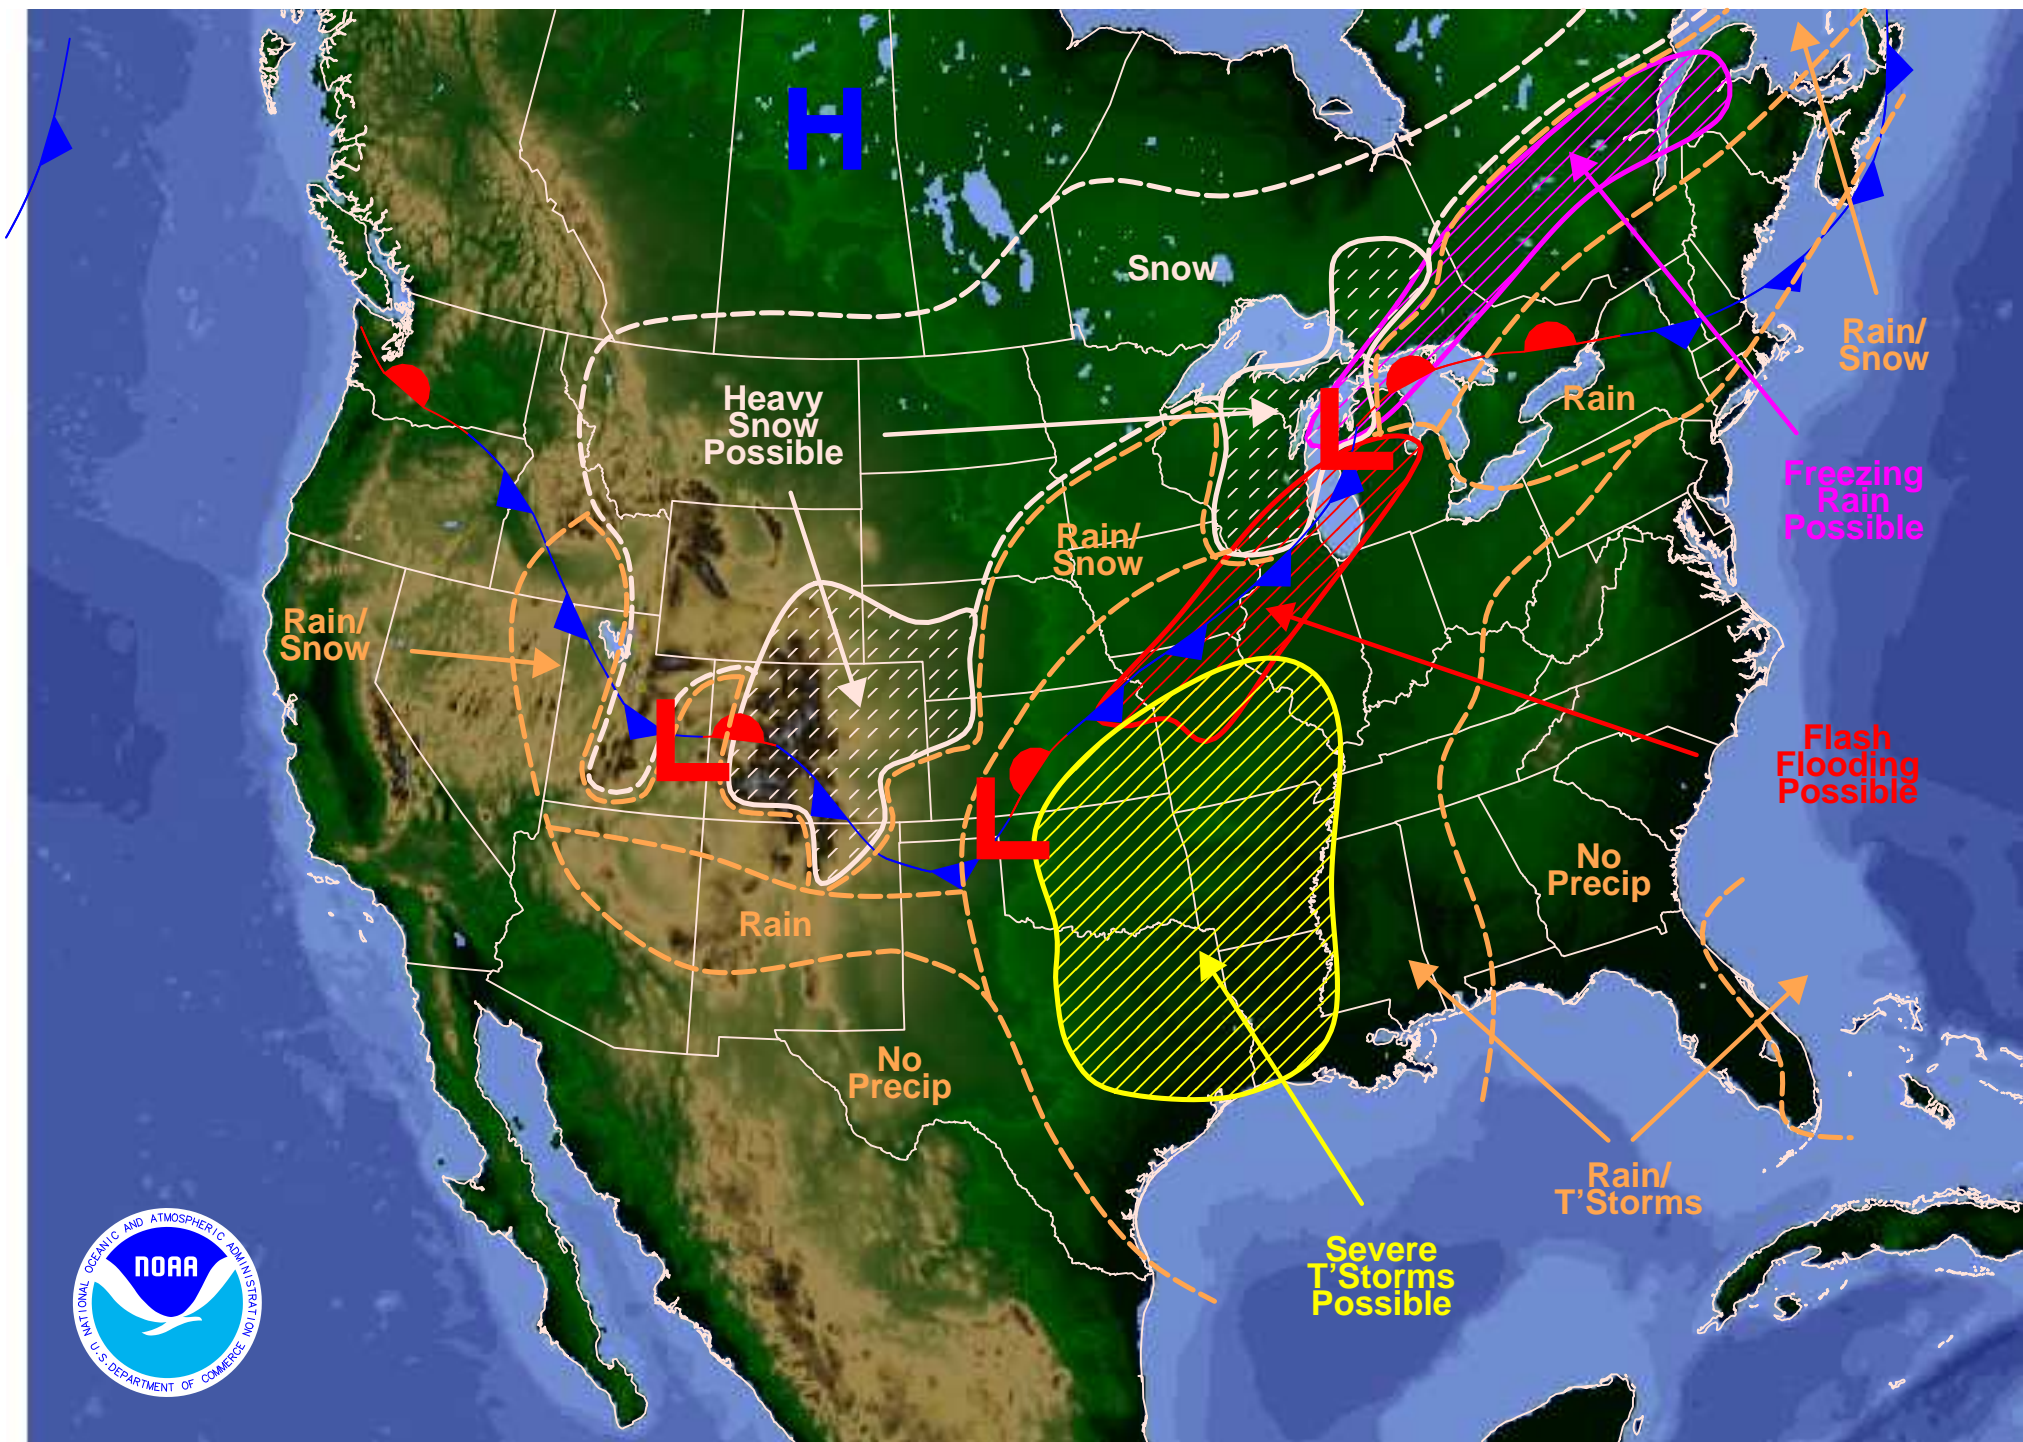 H
Snow
Heavy
Snow
Possible
Rain/
Snow
Rain
L
Rain/
Snow
Freezing
Rain
Possible
Rain/
Snow
L
L
Flash
Flooding
Possible
No
Precip
Rain
No
Precip
Rain/
T'Storms
Severe
T'Storms
Possible
NATIONAL OCEANIC AND ATMOSPHERIC ADMINISTRATION
NOAA
U.S. DEPARTMENT OF COMMERCE